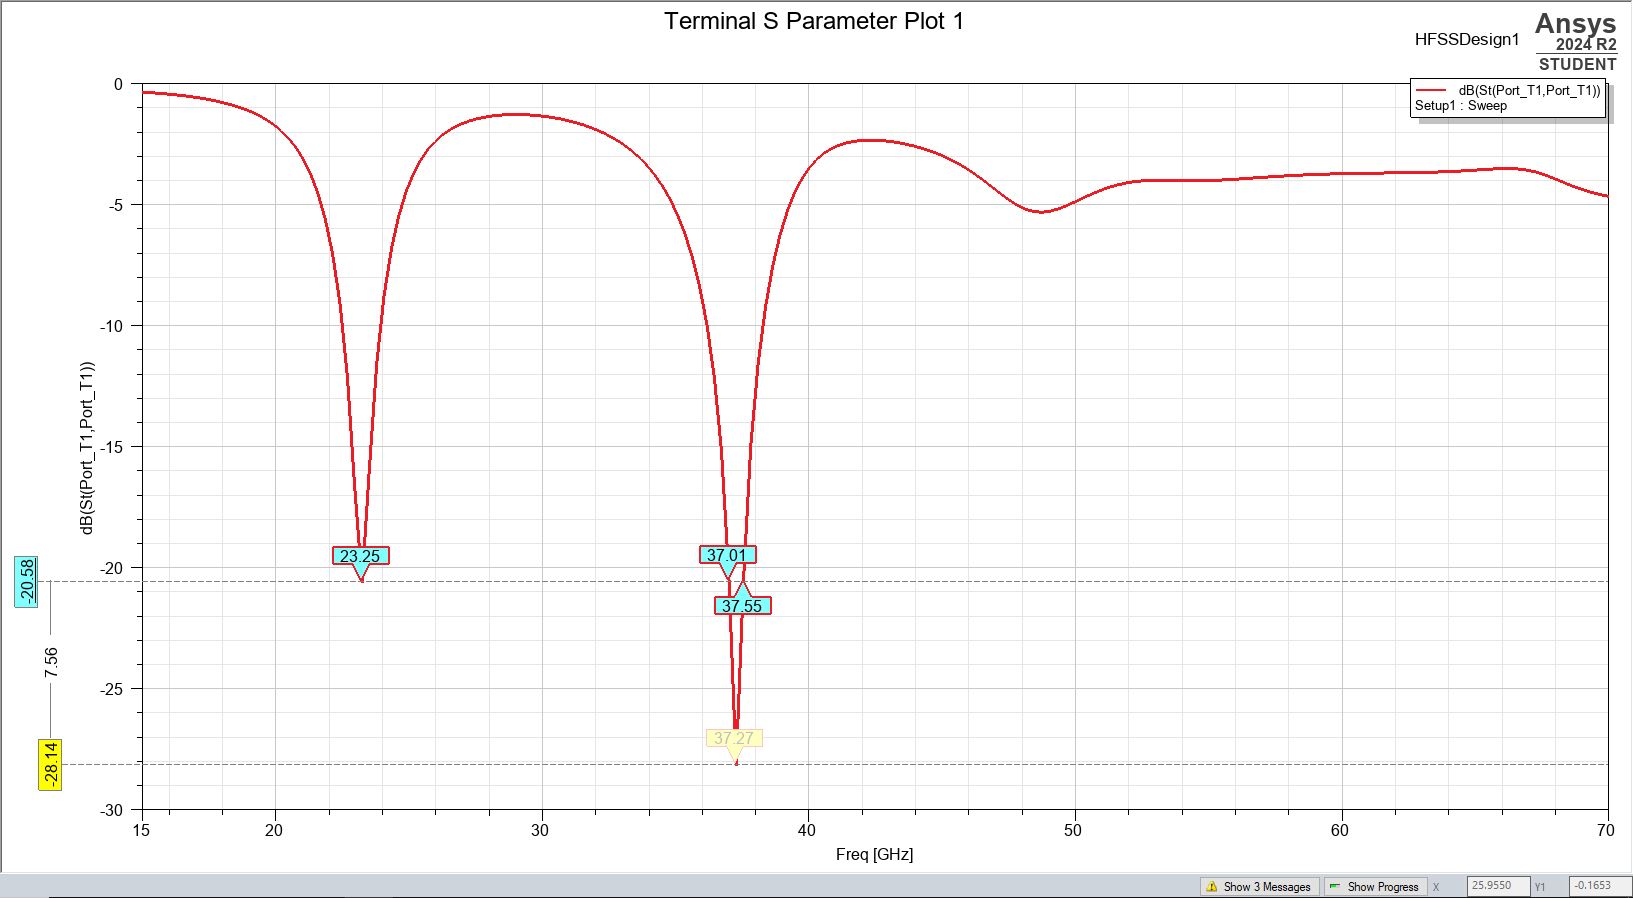 Terminal S Parameter Plot 1
HFSSDesign1
Ansys
2024 R2
STUDENT
dB(St(Port_T1,Port_T1))
Setup1 : Sweep
0
-5
-10
-15
-20
-25
-30
dB(St(Port_T1,Port_T1))
-20.58
7.56
-28.14
23.25
37.01
37.55
37.27
15
20
30
40
50
60
70
Freq [GHz]
Show 3 Messages
Show Progress
X
25.9550
Y1
-0.1653